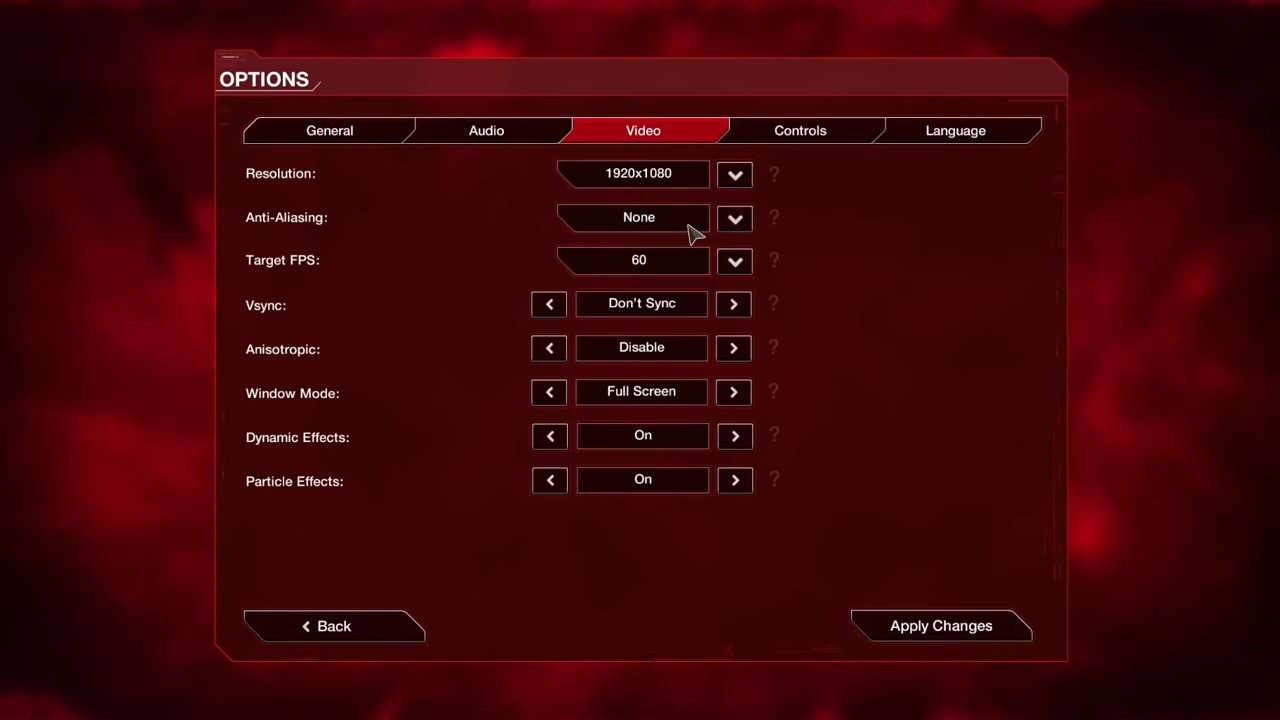 OPTIONS
General Audio Video Controls Language
Resolution: 1920x1080 ?
Anti-Aliasing: None ?
Target FPS: 60 ?
Vsync: Don't Sync ?
Anisotropic: Disable ?
Window Mode: Full Screen ?
Dynamic Effects: On ?
Particle Effects: On ?
Back Apply Changes